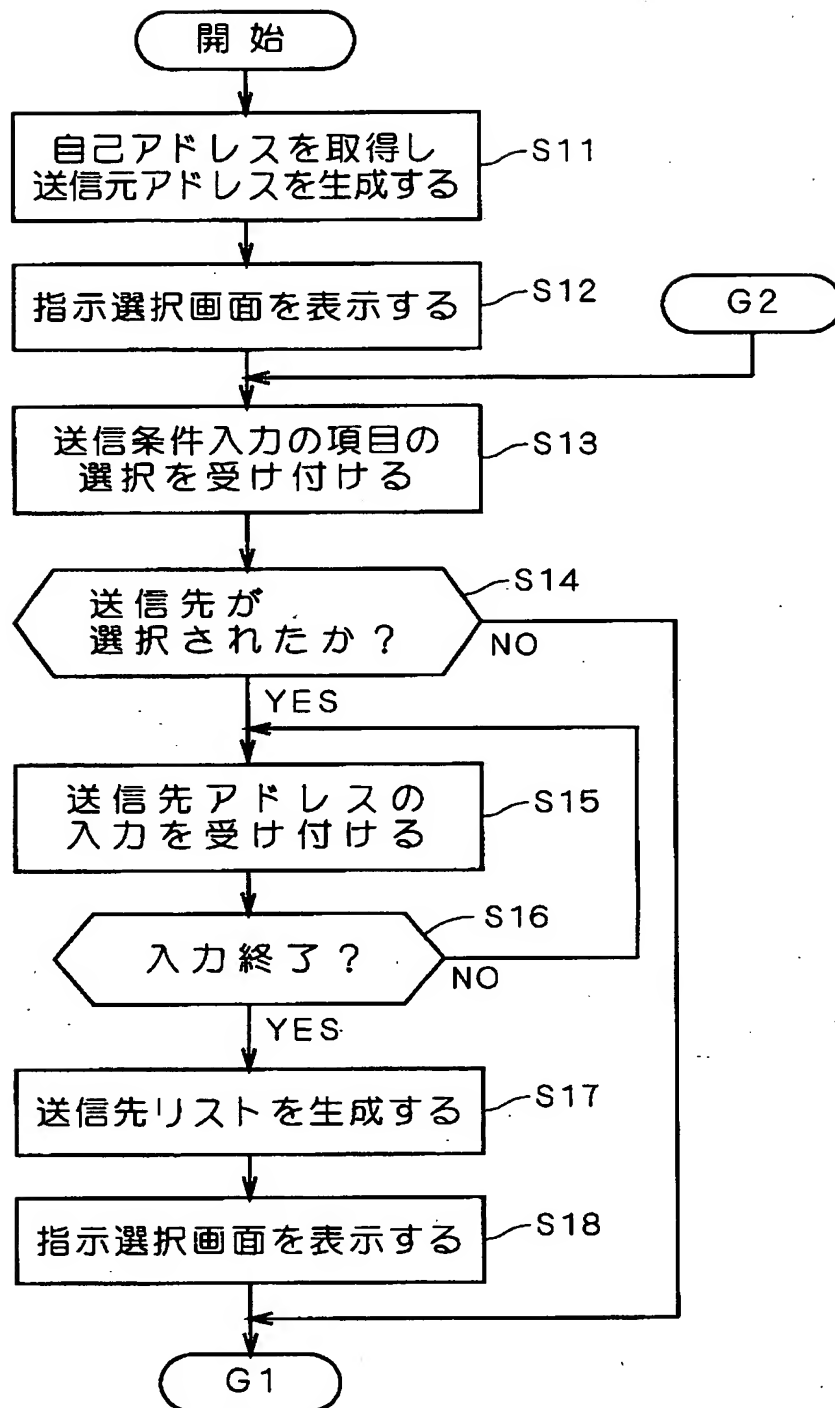 開始
自己アドレスを取得し
送信元アドレスを生成する
S11
指示選択画面を表示する
S12
G2
送信条件入力の項目の
選択を受け付ける
S13
送信先が
選択されたか?
S14
NO
YES
送信先アドレスの
入力を受け付ける
S15
入力終了?
S16
NO
YES
送信先リストを生成する
S17
指示選択画面を表示する
S18
G1